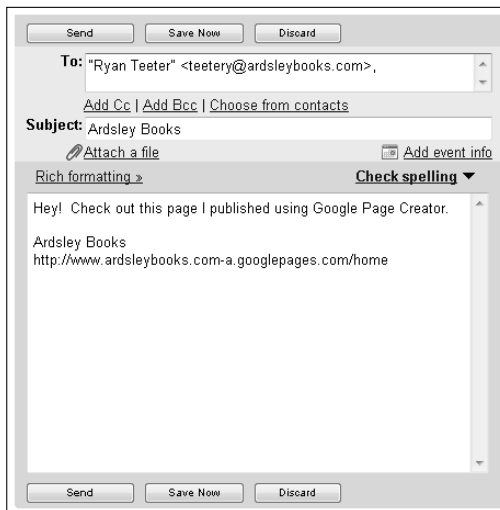 Send Save Now Discard
To: "Ryan Teeter" <teetery@ardsleybooks.com>,
Add Cc | Add Bcc | Choose from contacts
Subject: Ardsley Books
Attach a file Add event info
Rich formatting » Check spelling ▼
Hey!  Check out this page I published using Google Page Creator.
Ardsley Books
http://www.ardsleybooks.com-a.googlepages.com/home
Send Save Now Discard